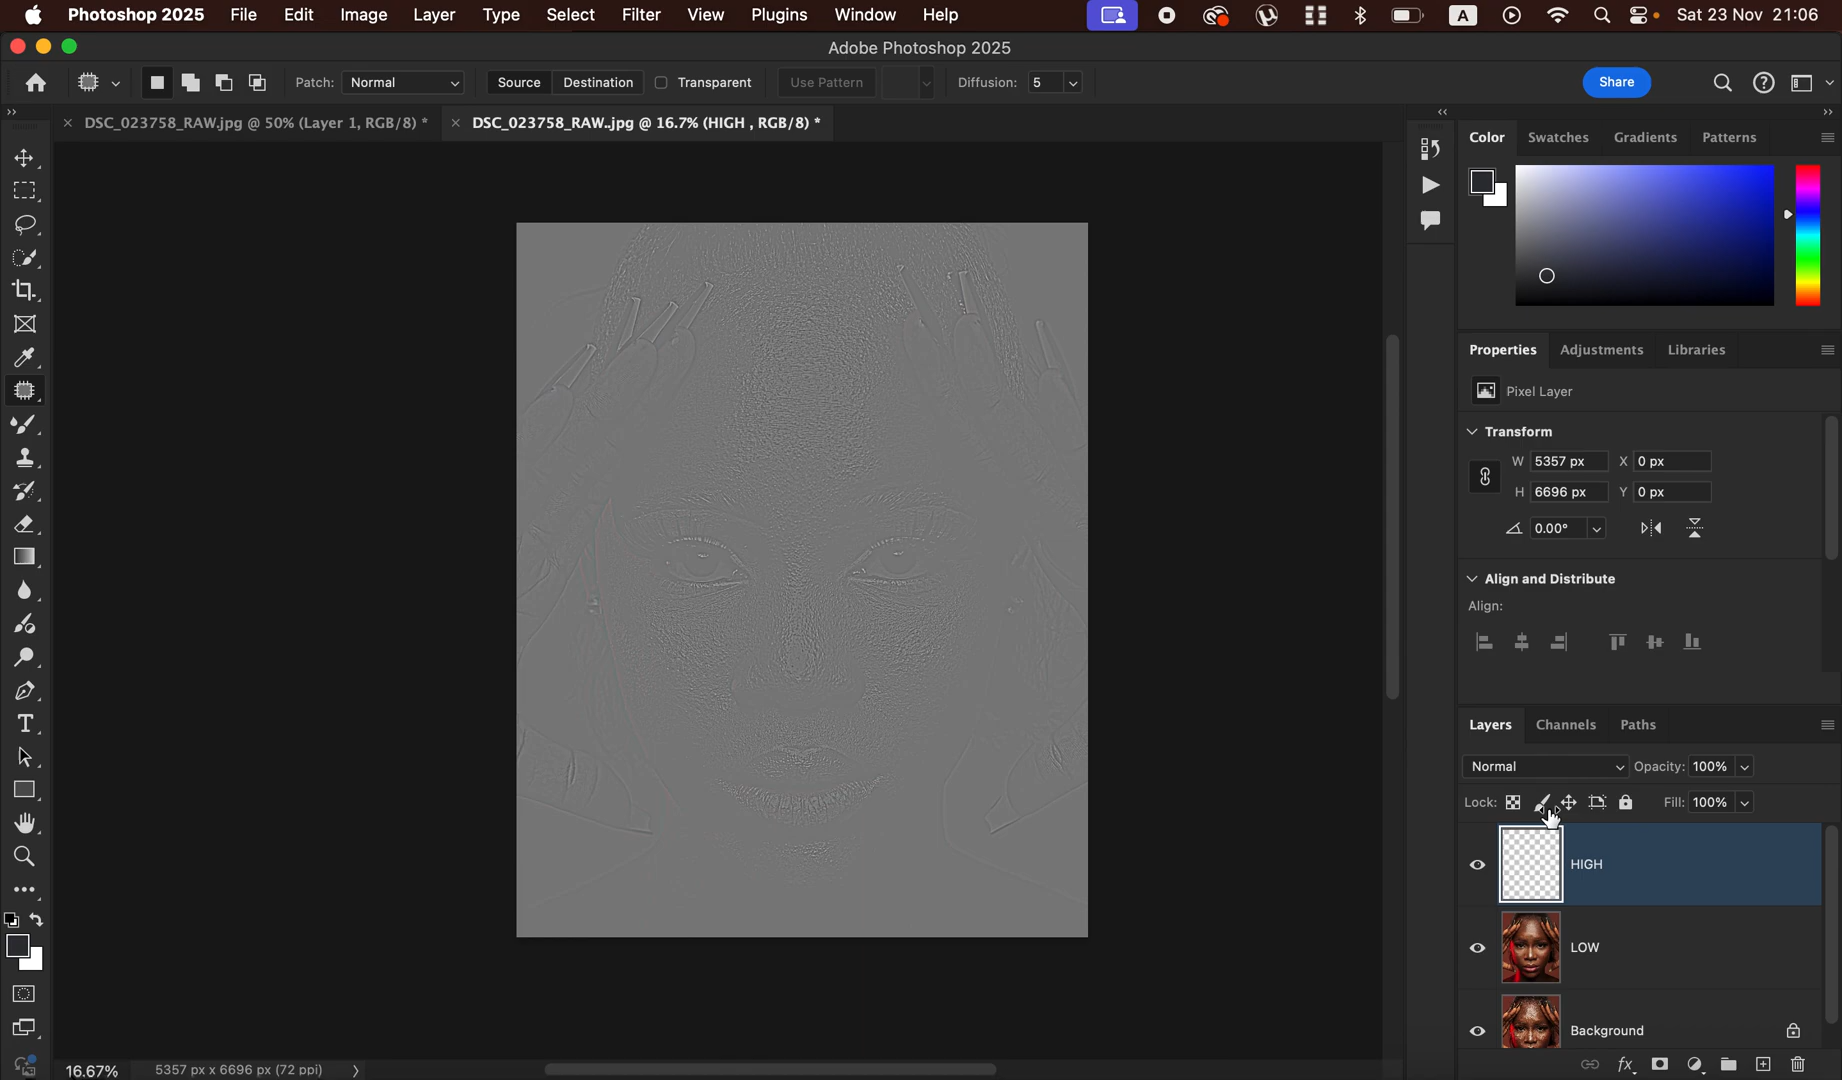 Photoshop 2025 File Edit Image Layer Type Select Filter View Plugins Window Help A Sat 23 Nov 21:06
Adobe Photoshop 2025
Patch: Normal Source Destination Transparent Use Pattern Diffusion: 5 Share
DSC_023758_RAW.jpg @ 50% (Layer 1, RGB/8) * DSC_023758_RAW..jpg @ 16.7% (HIGH , RGB/8) *
Color Swatches Gradients Patterns
Properties Adjustments Libraries
Pixel Layer
Transform
W 5357 px X 0 px
H 6696 px Y 0 px
0.00°
Align and Distribute
Align:
Layers Channels Paths
Normal Opacity: 100%
Lock: Fill: 100%
HIGH
LOW
Background
fx
16.67% 5357 px x 6696 px (72 ppi)